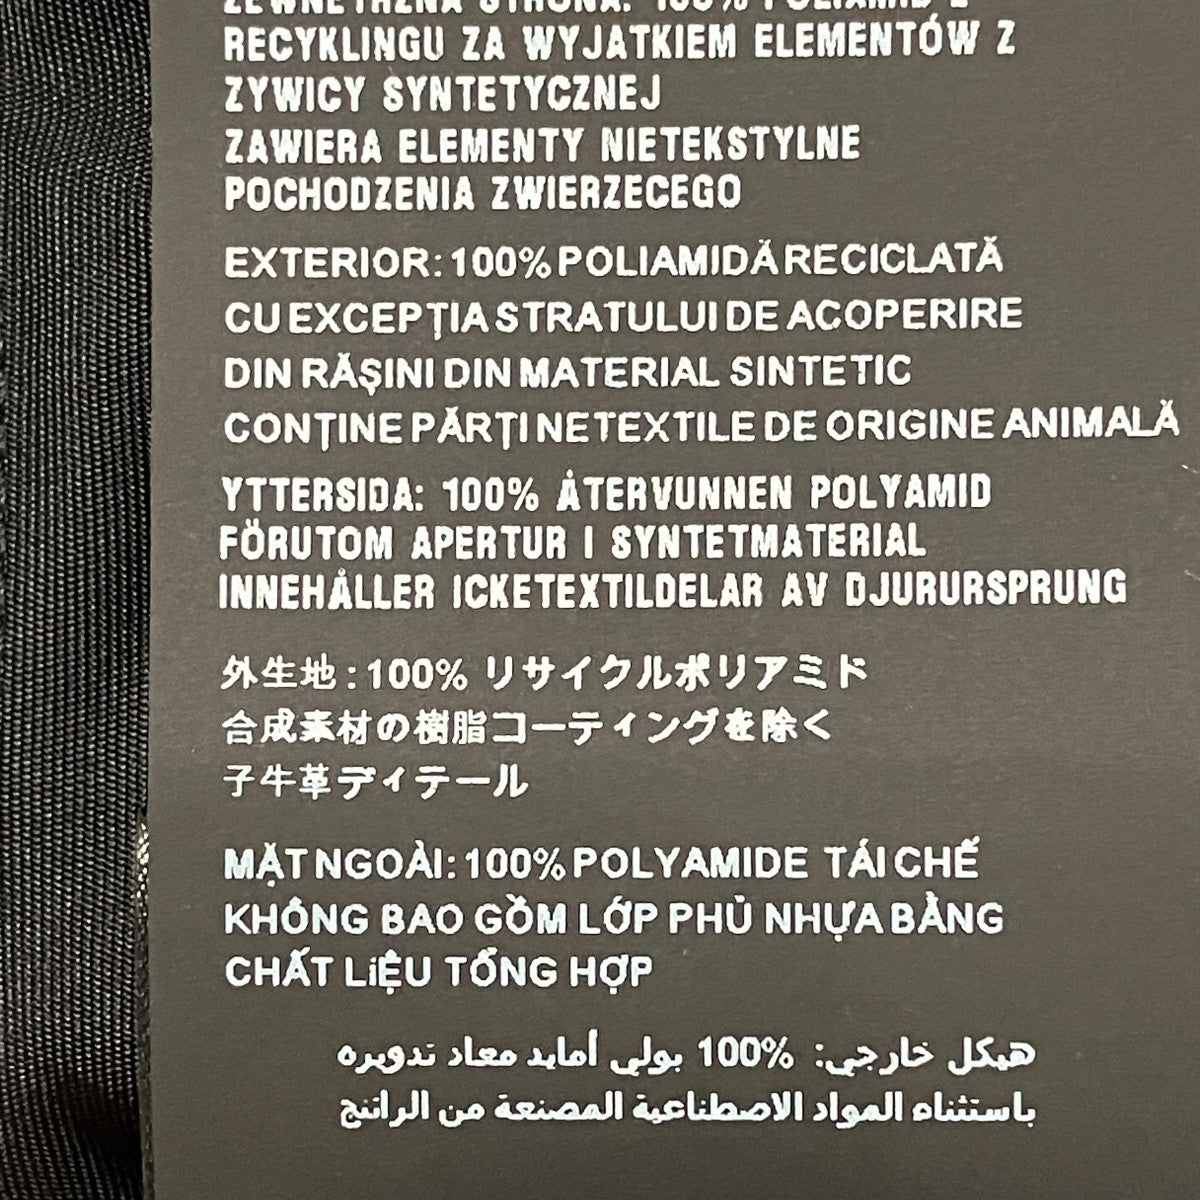 ZEWNETRZNA STRONA: 100% POLIAMID Z
RECYKLINGU ZA WYJATKIEM ELEMENTÓW Z
ZYWICY SYNTETYCZNEJ
ZAWIERA ELEMENTY NIETEKSTYLNE
POCHODZENIA ZWIERZECEGO
EXTERIOR: 100% POLIAMIDĂ RECICLATĂ
CU EXCEPȚIA STRATULUI DE ACOPERIRE
DIN RĂȘINI DIN MATERIAL SINTETIC
CONȚINE PĂRȚI NETEXTILE DE ORIGINE ANIMALĂ
YTTERSIDA: 100% ÅTERVUNNEN POLYAMID
FÖRUTOM APERTUR I SYNTETMATERIAL
INNEHÅLLER ICKETEXTILDELAR AV DJURURSPRUNG
外生地 : 100% リサイクルポリアミド
合成素材の樹脂コーティングを除く
子牛革ディテール
MẶT NGOÀI: 100% POLYAMIDE TÁI CHẾ
KHÔNG BAO GỒM LỚP PHỦ NHỰA BẰNG
CHẤT LiỆU TỔNG HỢP
هيكل خارجي: 100% بولي أمايد معاد تدويره
باستثناء المواد الاصطناعية المصنعة من الراتنج